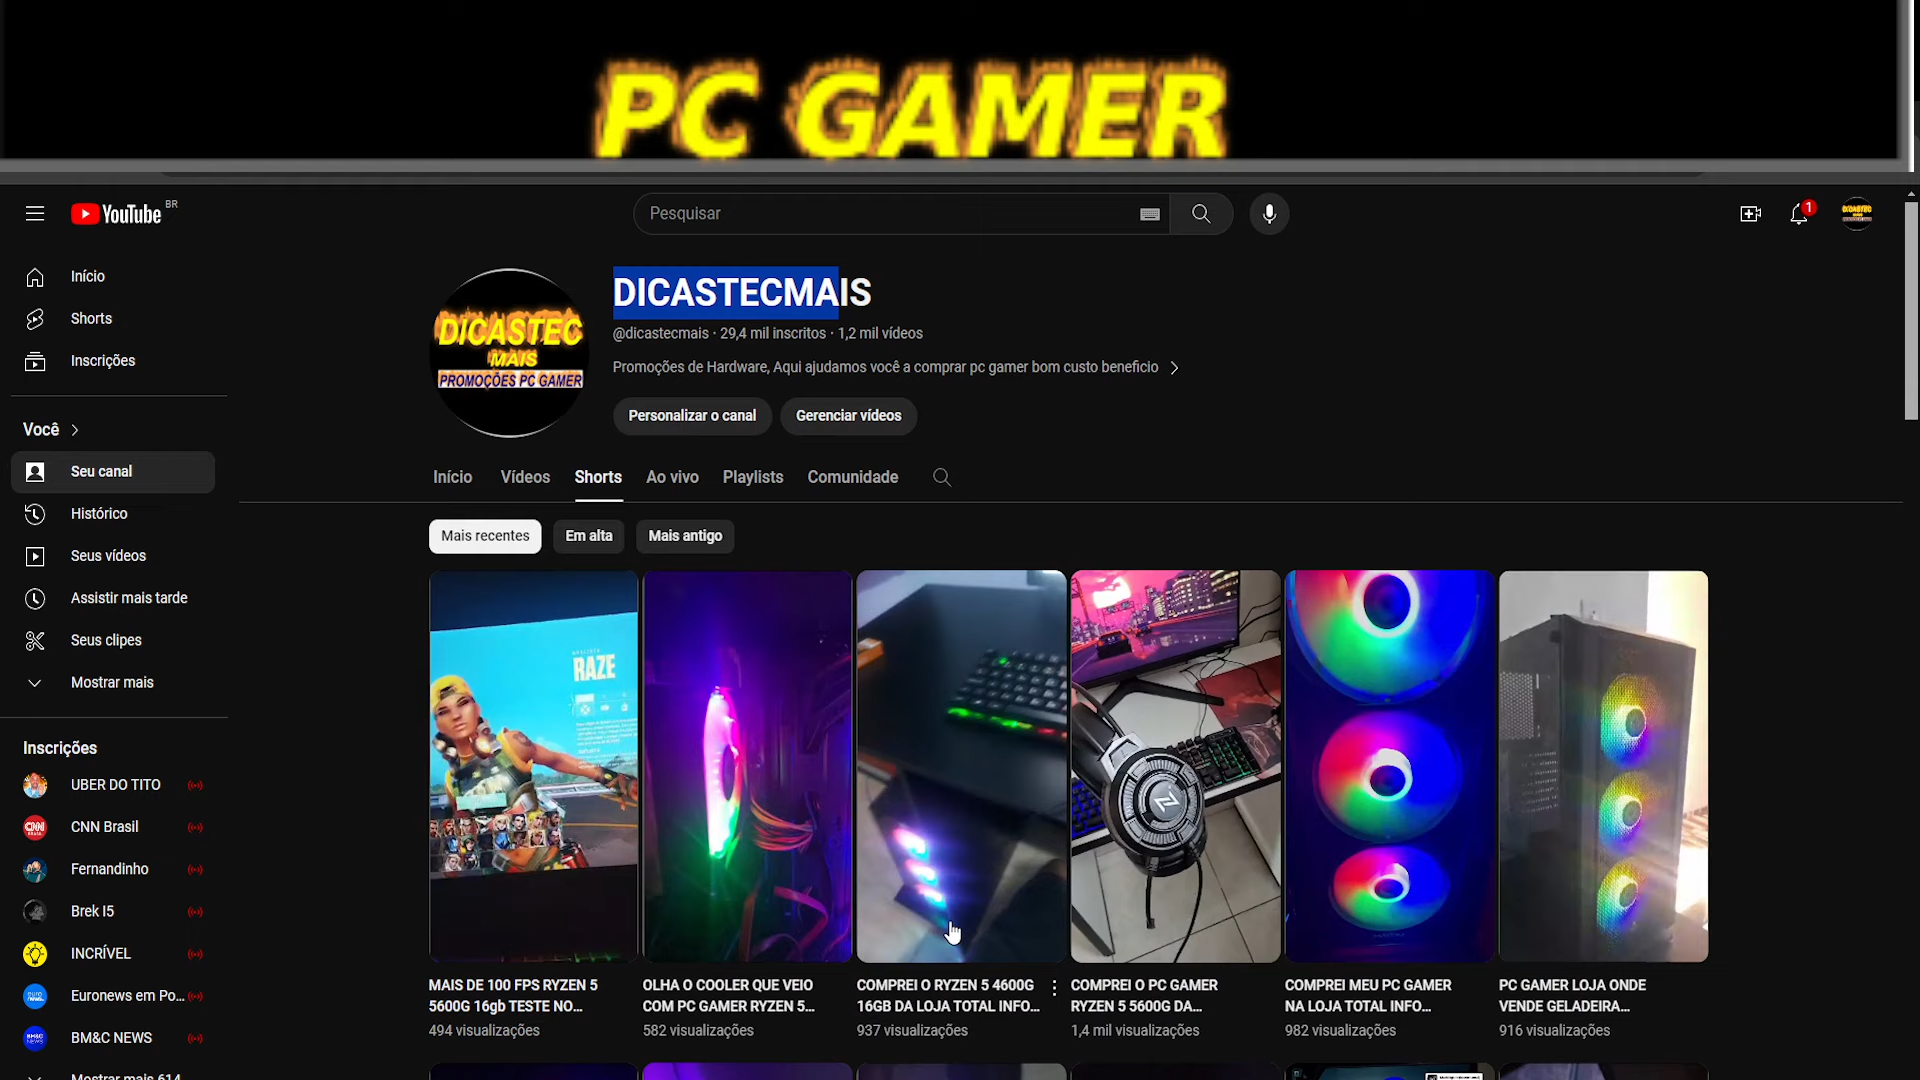 PC GAMER
YouTube BR
Pesquisar
1
Início
Shorts
Inscrições
Você
Seu canal
Histórico
Seus vídeos
Assistir mais tarde
Seus clipes
Mostrar mais
Inscrições
UBER DO TITO
CNN Brasil
Fernandinho
Brek I5
INCRÍVEL
Euronews em Po...
BM&C NEWS
Mostrar mais 614
DICASTEC
MAIS
PROMOÇÕES PC GAMER
DICASTECMAIS
@dicastecmais · 29,4 mil inscritos · 1,2 mil vídeos
Promoções de Hardware, Aqui ajudamos você a comprar pc gamer bom custo beneficio
Personalizar o canal
Gerenciar vídeos
Início Vídeos Shorts Ao vivo Playlists Comunidade
Mais recentes Em alta Mais antigo
RAZE
MAIS DE 100 FPS RYZEN 5
5600G 16gb TESTE NO...
494 visualizações
OLHA O COOLER QUE VEIO
COM PC GAMER RYZEN 5...
582 visualizações
COMPREI O RYZEN 5 4600G
16GB DA LOJA TOTAL INFO...
937 visualizações
COMPREI O PC GAMER
RYZEN 5 5600G DA...
1,4 mil visualizações
COMPREI MEU PC GAMER
NA LOJA TOTAL INFO...
982 visualizações
PC GAMER LOJA ONDE
VENDE GELADEIRA...
916 visualizações